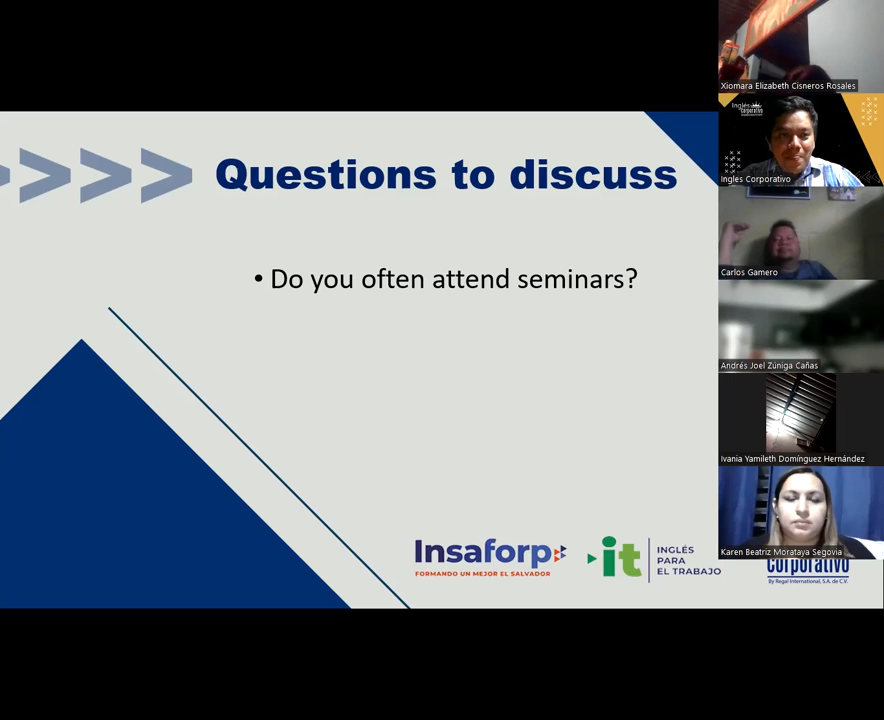 Questions to discuss
• Do you often attend seminars?
Insaforp
FORMANDO UN MEJOR EL SALVADOR
it
INGLÉS
PARA
EL TRABAJO
corporativo
By Regal International, S.A. de C.V.
Xiomara Elizabeth Cisneros Rosales
Inglés
corporativo
Ingles Corporativo
Carlos Gamero
Andrés Joel Zúniga Cañas
Ivania Yamileth Domínguez Hernández
Karen Beatriz Morataya Segovia